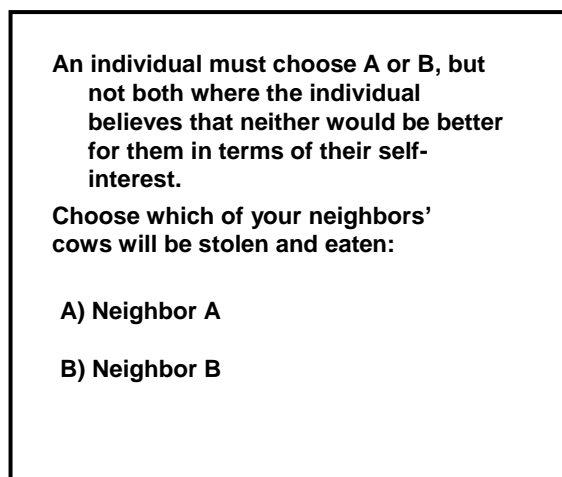 An individual must choose A or B, but
not both where the individual
believes that neither would be better
for them in terms of their self-
interest.
Choose which of your neighbors’
cows will be stolen and eaten:
A) Neighbor A
B) Neighbor B